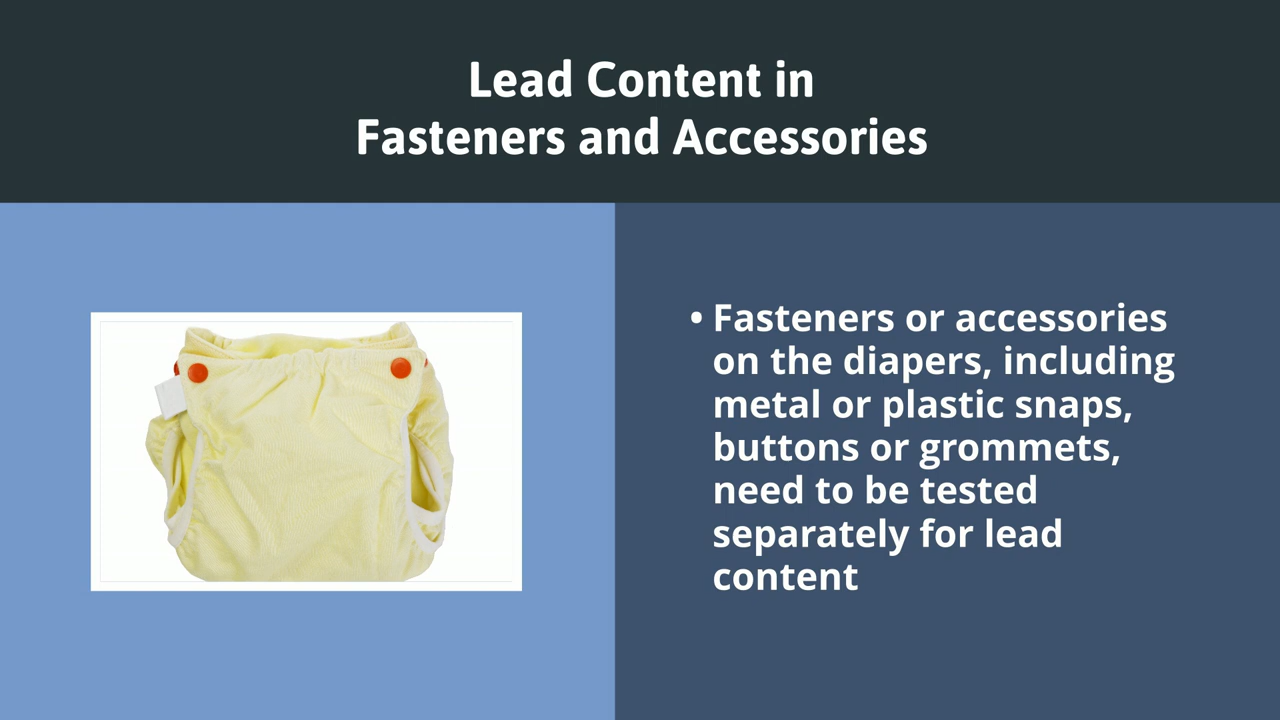 Lead Content in
Fasteners and Accessories
• Fasteners or accessories
on the diapers, including
metal or plastic snaps,
buttons or grommets,
need to be tested
separately for lead
content